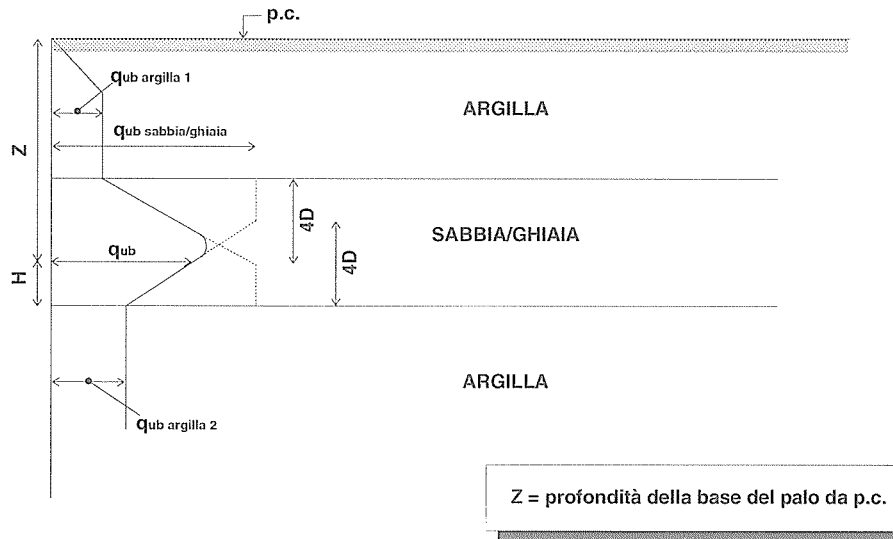 p.c.
qub argilla 1
ARGILLA
qub sabbia/ghiaia
Z
4D
SABBIA/GHIAIA
qub
4D
H
ARGILLA
qub argilla 2
Z = profondità della base del palo da p.c.